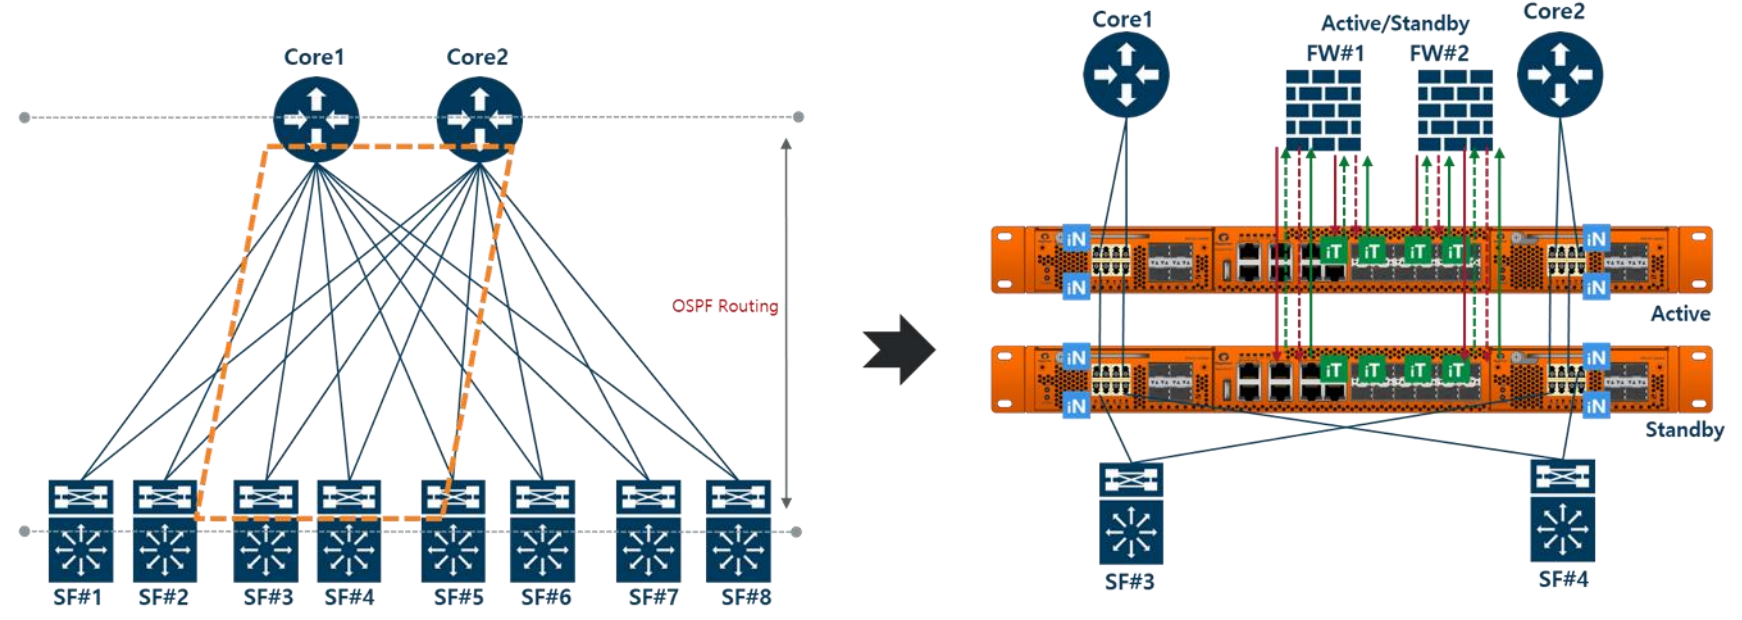 Core1
Core2
OSPF Routing
SF#1
SF#2
SF#3
SF#4
SF#5
SF#6
SF#7
SF#8
Core1
Active/Standby
FW#1
FW#2
Core2
iN
iT
iT
iT
iT
iN
iN
iN
Active
iN
iT
iT
iT
iT
iN
iN
iN
Standby
SF#3
SF#4